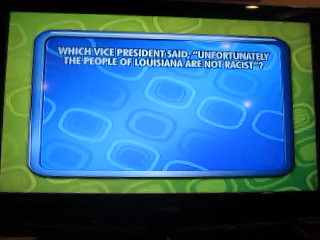 WHICH VICE PRESIDENT SAID, "UNFORTUNATELY
THE PEOPLE OF LOUISIANA ARE NOT RACIST"?